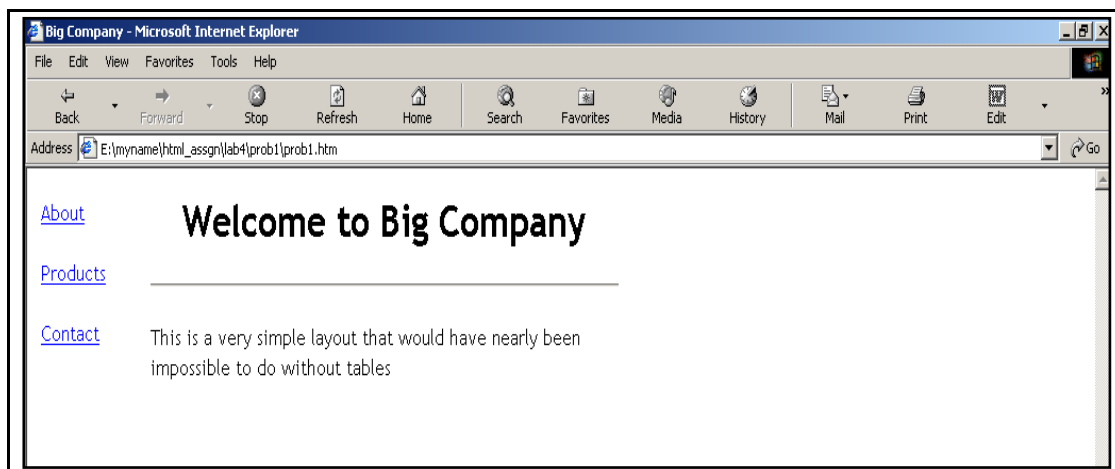 Big Company - Microsoft Internet Explorer
File Edit View Favorites Tools Help
Back Forward Stop Refresh Home Search Favorites Media History Mail Print Edit »
Address E:\myname\html_assgn\lab4\prob1\prob1.htm Go
About
Welcome to Big Company
Products
Contact
This is a very simple layout that would have nearly been
impossible to do without tables